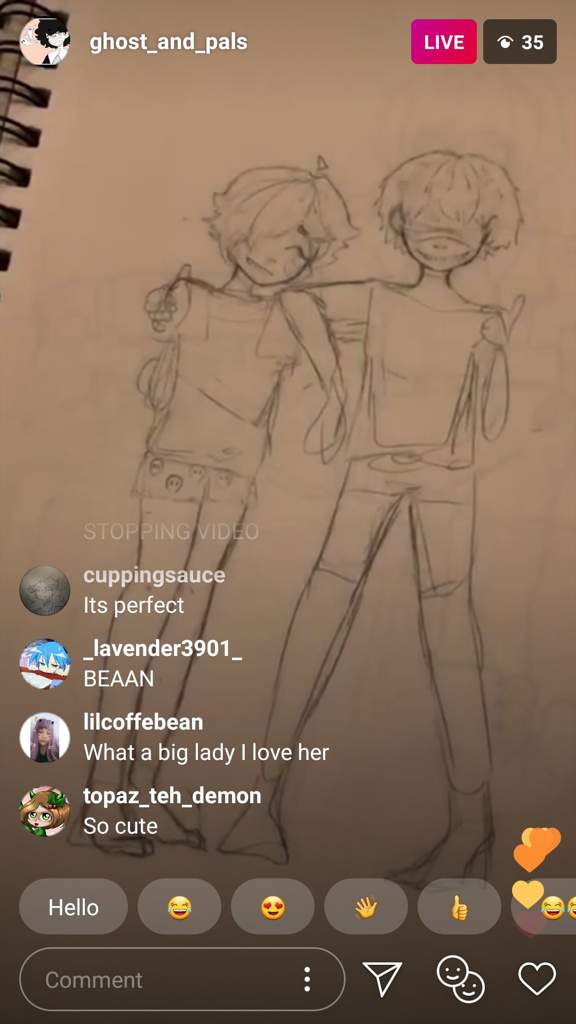 ghost_and_pals
LIVE
35
STOPPING VIDEO
cuppingsauce
Its perfect
_lavender3901_
BEAAN
lilcoffebean
What a big lady I love her
topaz_teh_demon
So cute
Hello
Comment